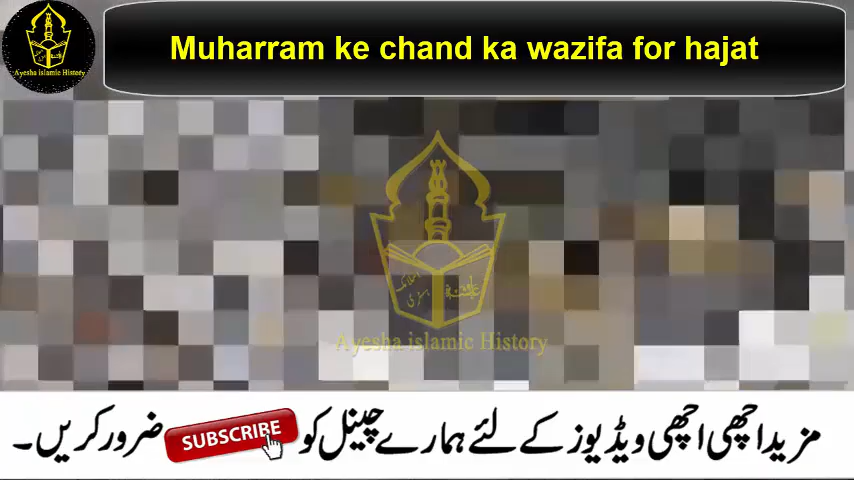 Muharram ke chand ka wazifa for hajat
Ayesha islamic History
Ayesha islamic History
مزید اچھی اچھی ویڈیوز کے لئے ہمارے چینل کو SUBSCRIBE ضرور کریں۔